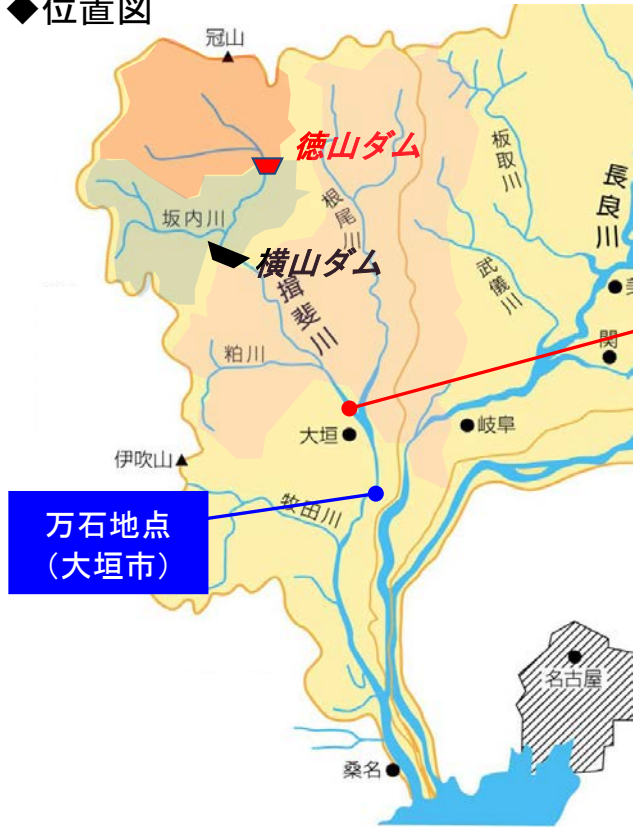 ◆位置図
冠山
徳山ダム
板取川
長良川
根尾川
坂内川
横山ダム
揖斐川
武儀川
粕川
関
大垣
岐阜
伊吹山
万石地点
(大垣市)
牧田川
名古屋
桑名